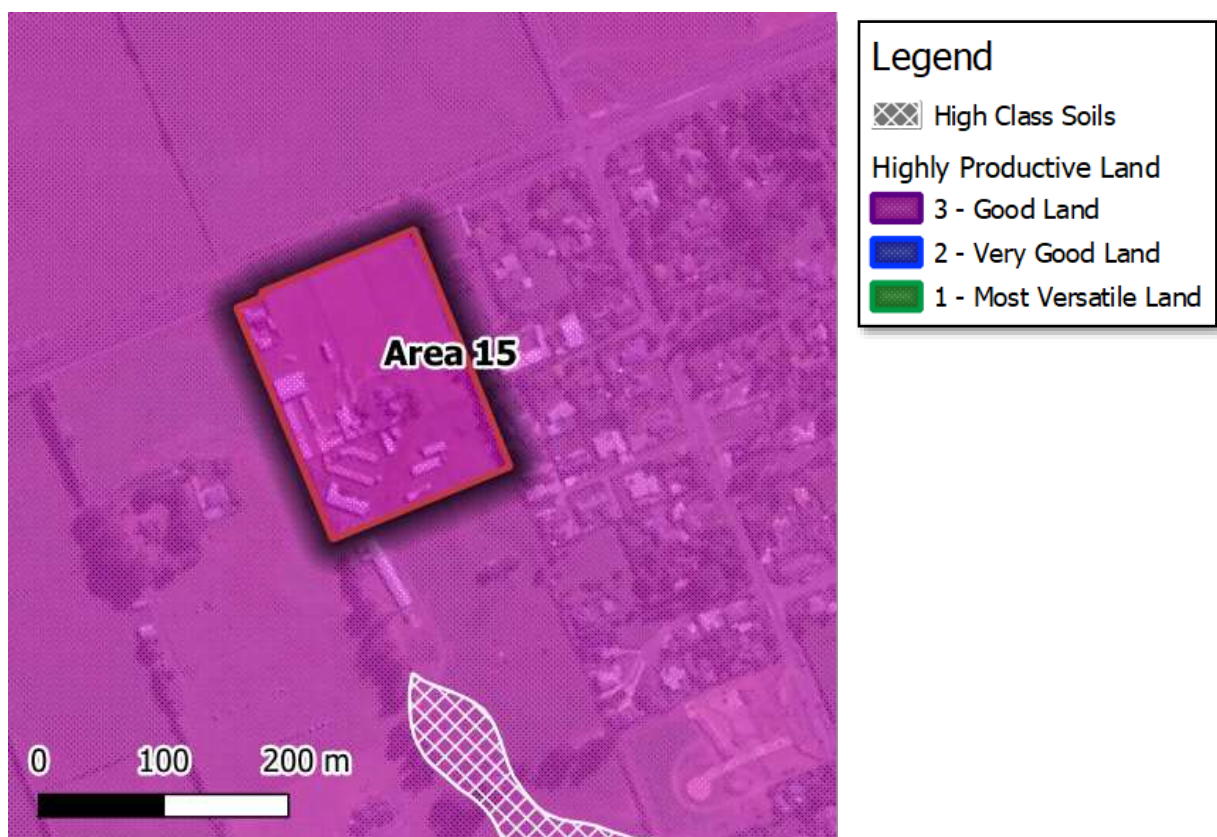 Area 15
0 100 200 m
Legend
High Class Soils
Highly Productive Land
3 - Good Land
2 - Very Good Land
1 - Most Versatile Land